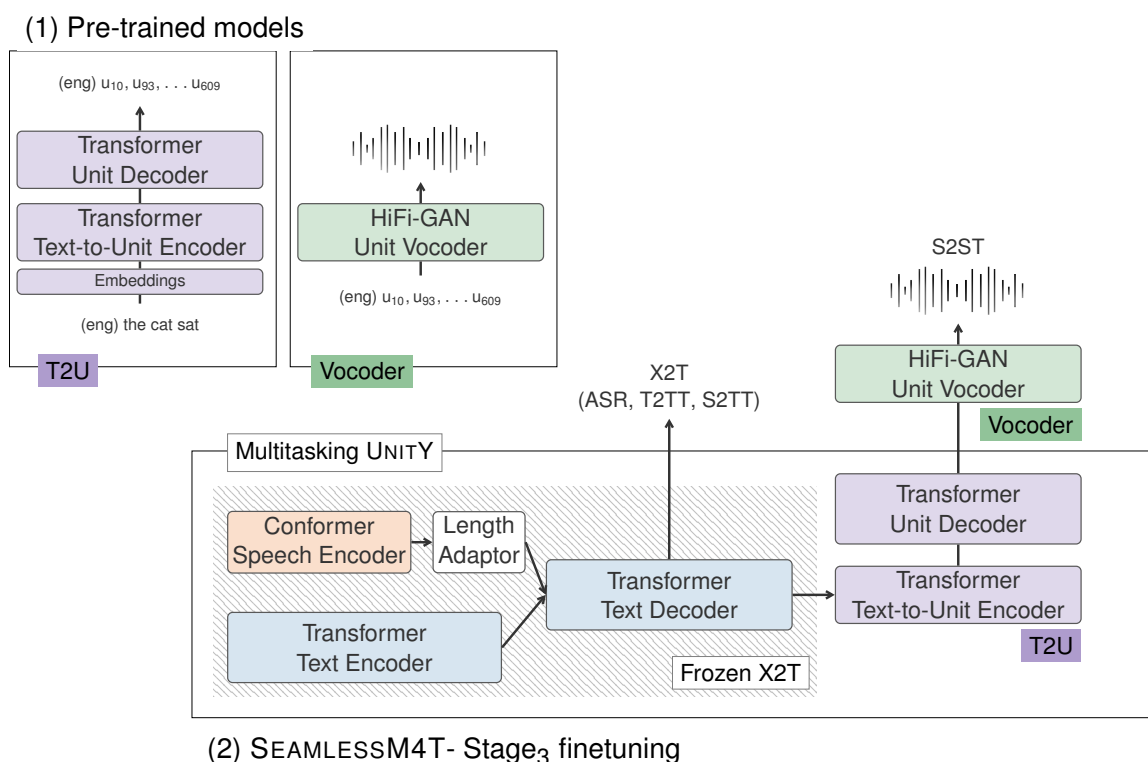 (1) Pre-trained models
(eng) u₁₀, u₉₃, . . . u₆₀₉
Transformer
Unit Decoder
Transformer
Text-to-Unit Encoder
Embeddings
(eng) the cat sat
T2U
HiFi-GAN
Unit Vocoder
(eng) u₁₀, u₉₃, . . . u₆₀₉
Vocoder
S2ST
HiFi-GAN
Unit Vocoder
Vocoder
X2T
(ASR, T2TT, S2TT)
Multitasking UNITY
Conformer
Speech Encoder
Length
Adaptor
Transformer
Text Encoder
Transformer
Text Decoder
Frozen X2T
Transformer
Unit Decoder
Transformer
Text-to-Unit Encoder
T2U
(2) SEAMLESSM4T- Stage₃ finetuning